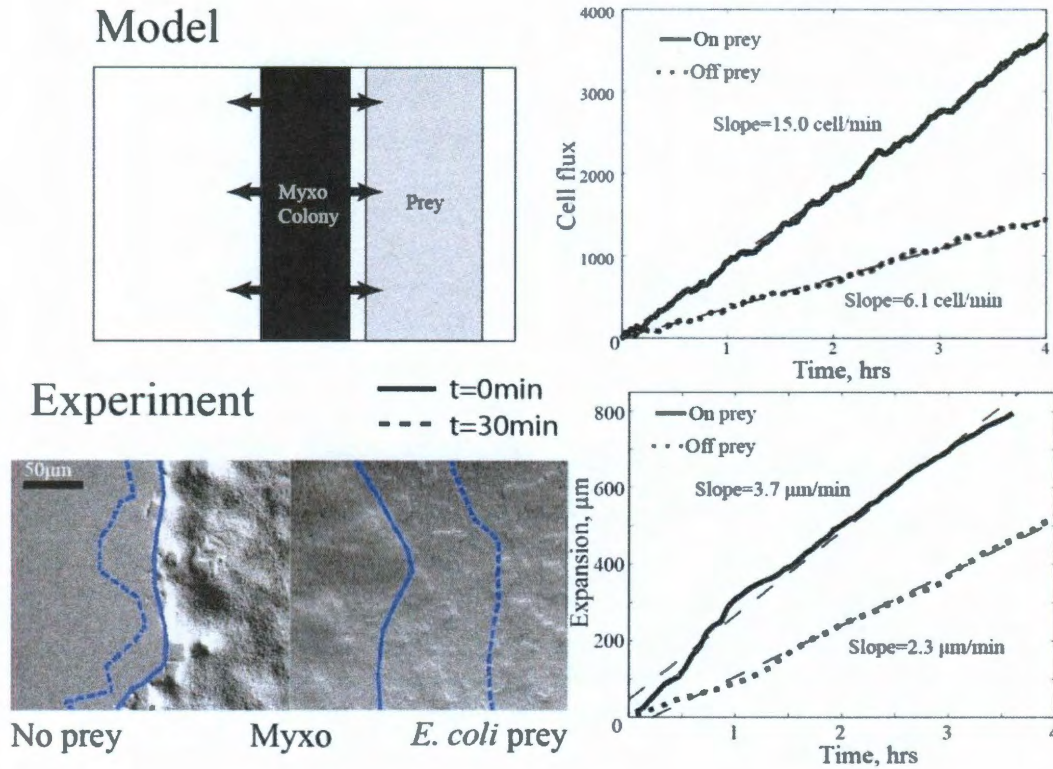 Model
Myxo
Colony
Prey
4000
3000
2000
1000
0
Cell flux
On prey
Off prey
Slope=15.0 cell/min
Slope=6.1 cell/min
1
2
3
4
Time, hrs
Experiment
t=0min
t=30min
50μm
No prey
Myxo
E. coli prey
800
600
400
200
0
Expansion, μm
On prey
Off prey
Slope=3.7 μm/min
Slope=2.3 μm/min
1
2
3
4
Time, hrs